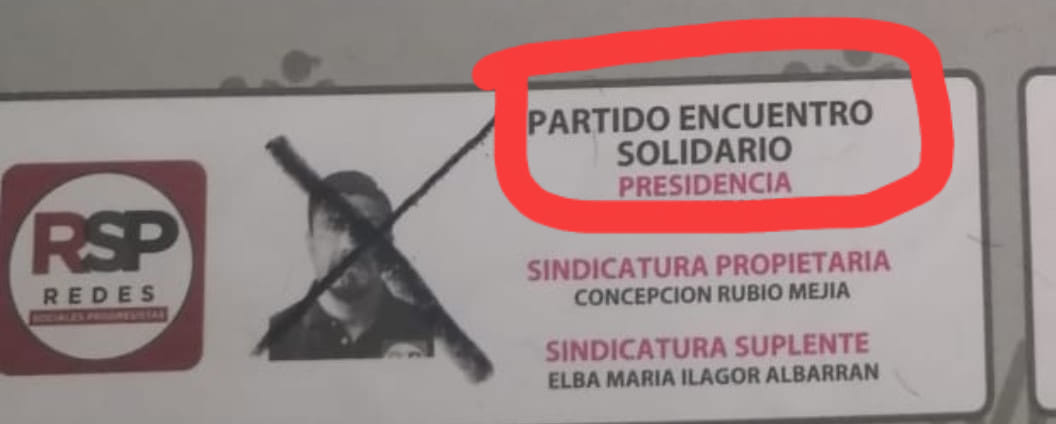 RSP
REDES
SOCIALES PROGRESISTAS
PARTIDO ENCUENTRO
SOLIDARIO
PRESIDENCIA
SINDICATURA PROPIETARIA
CONCEPCION RUBIO MEJIA
SINDICATURA SUPLENTE
ELBA MARIA ILAGOR ALBARRAN